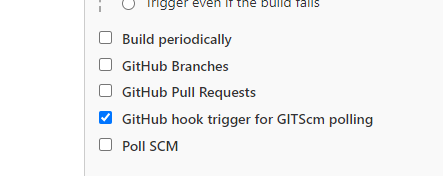 Trigger even if the build fails
Build periodically
GitHub Branches
GitHub Pull Requests
GitHub hook trigger for GITScm polling
Poll SCM